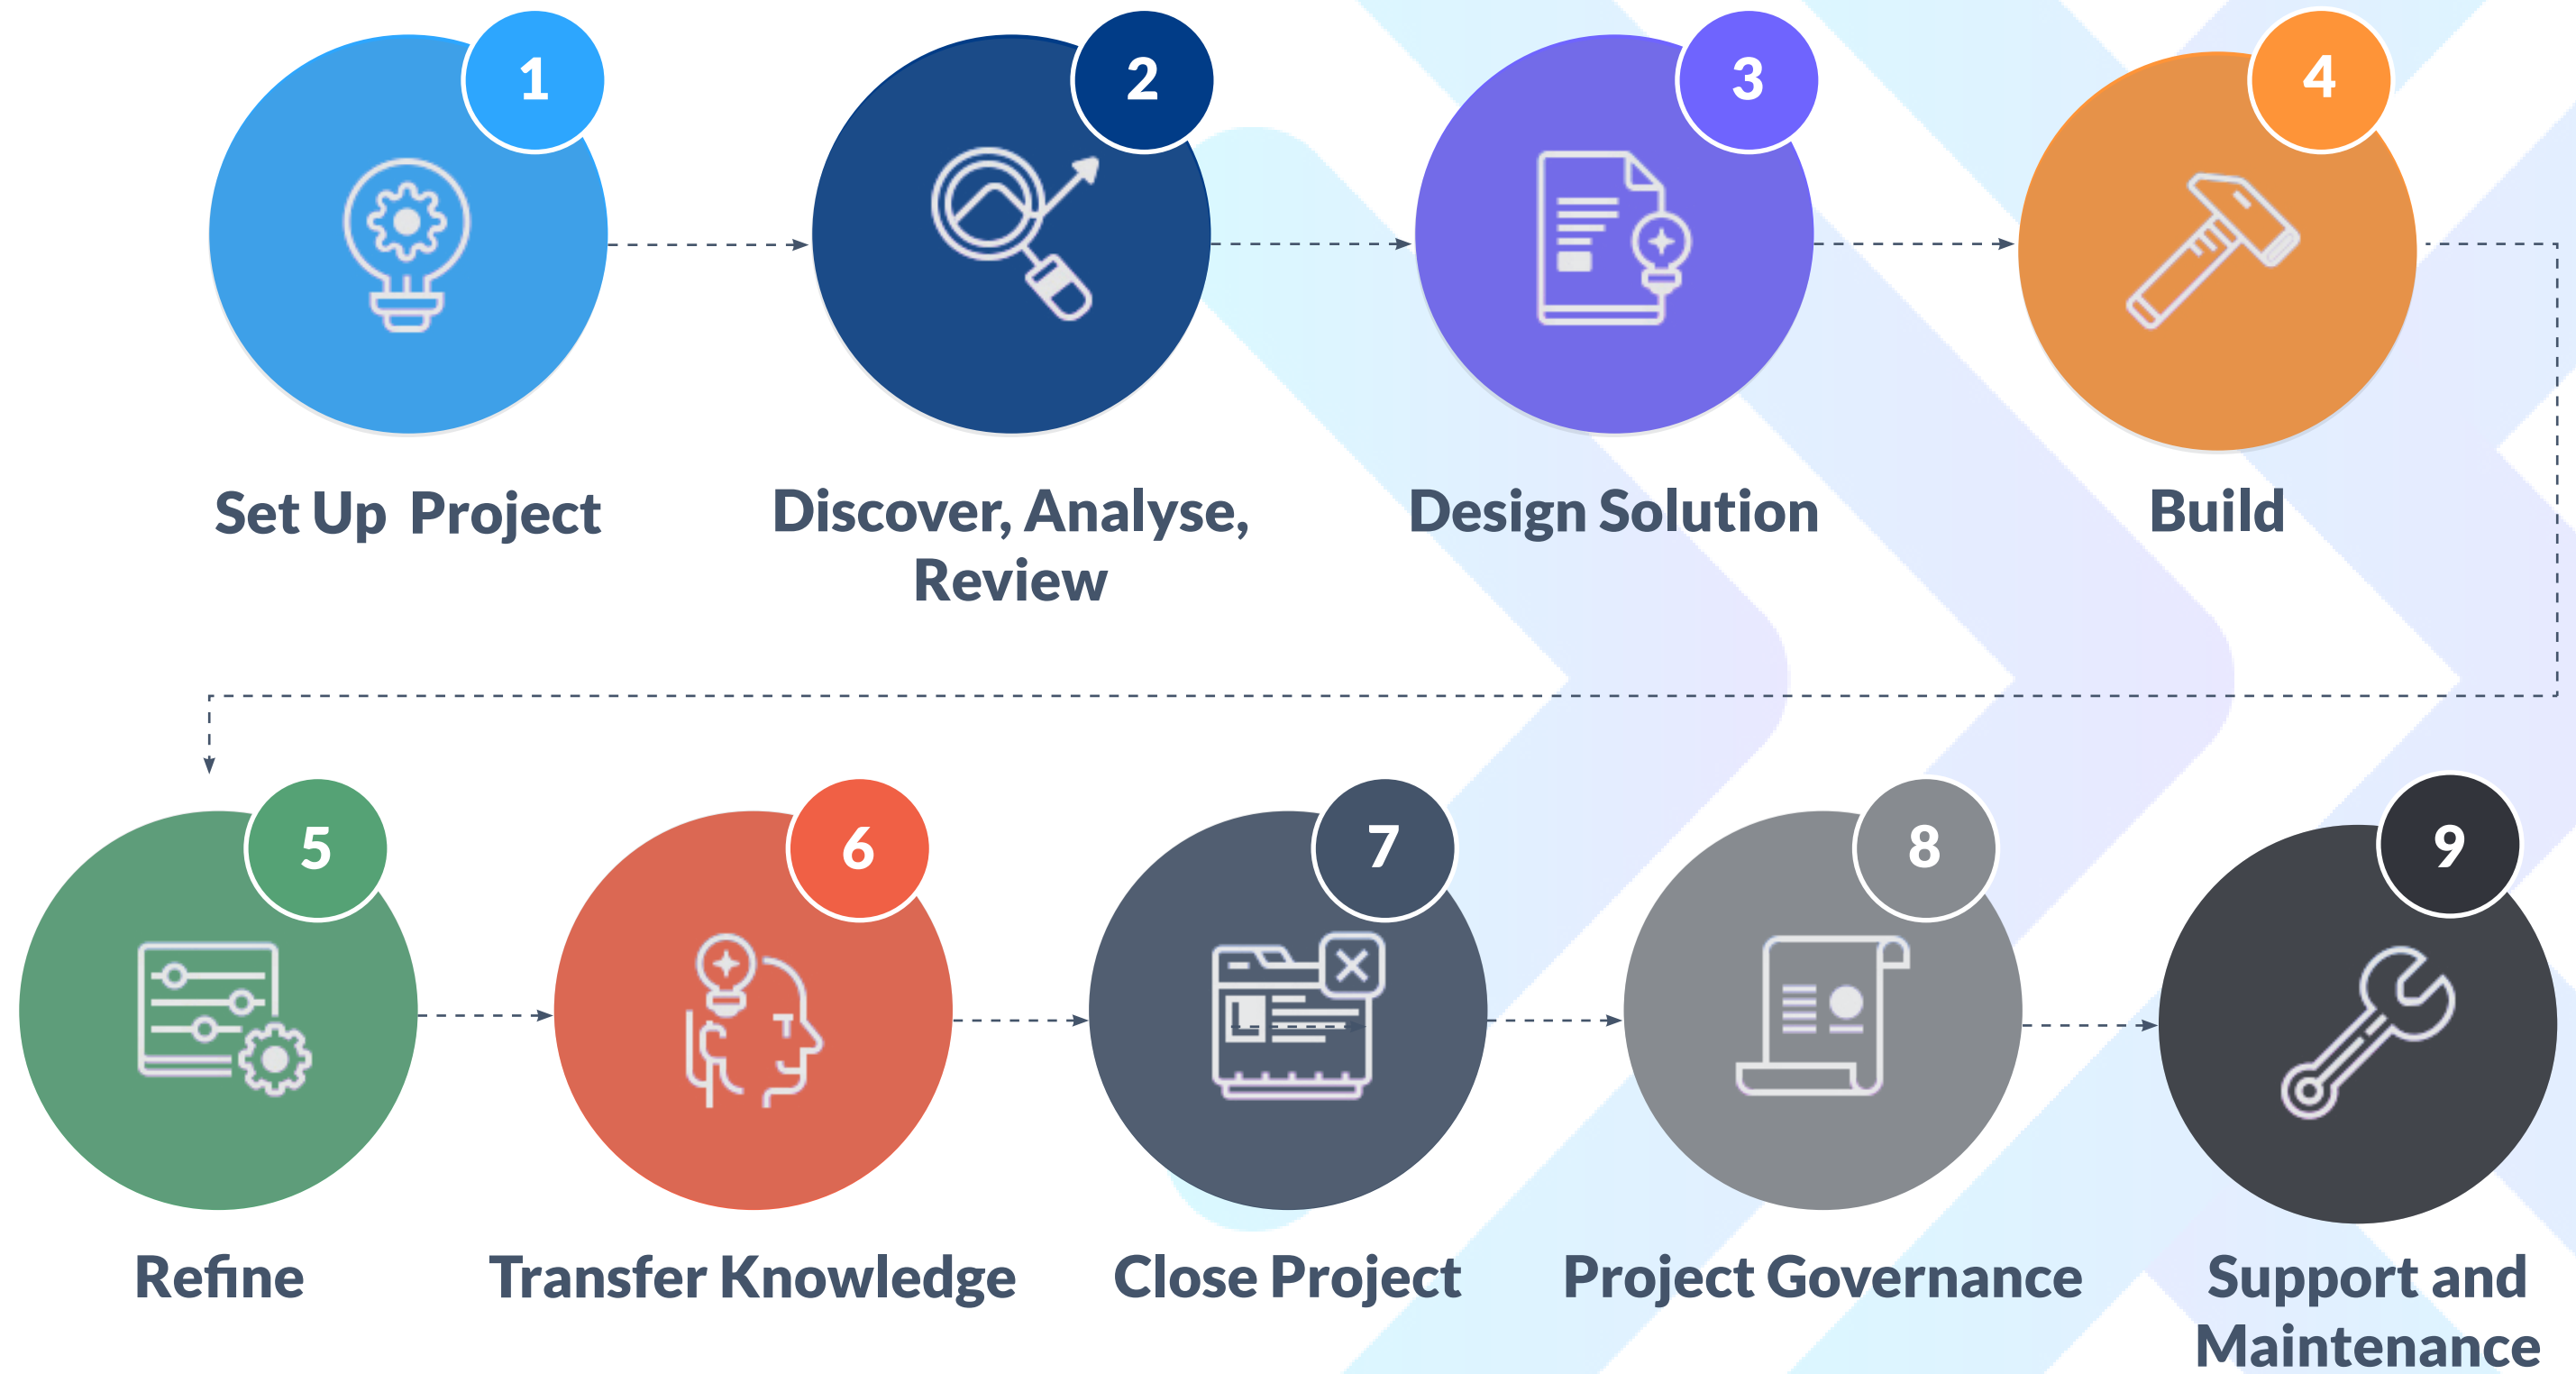 1
2
3
4
Set Up  Project
Discover, Analyse,
Review
Design Solution
Build
5
6
7
8
9
Refine
Transfer Knowledge
Close Project
Project Governance
Support and
Maintenance